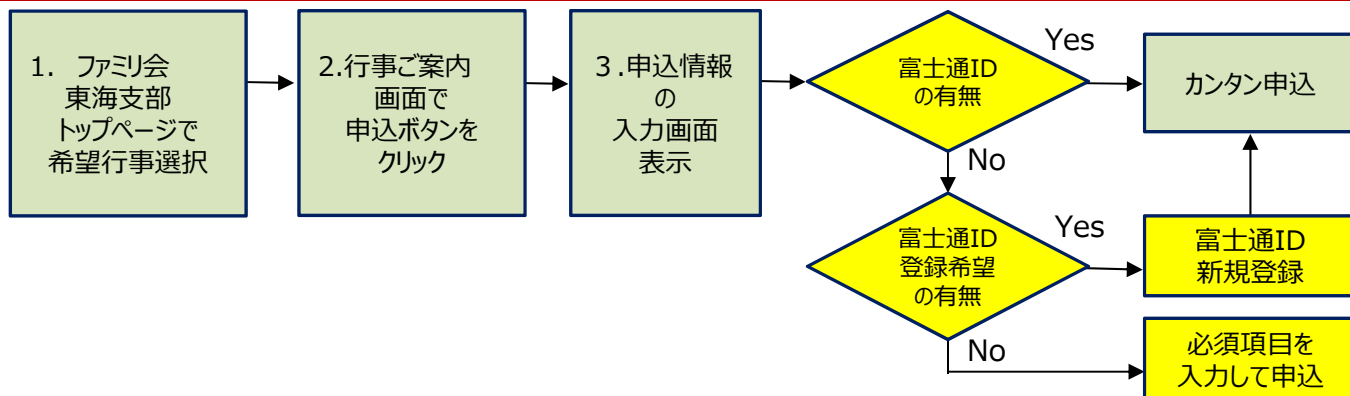 1. ファミリ会
東海支部
トップページで
希望行事選択
2.行事ご案内
画面で
申込ボタンを
クリック
３.申込情報
の
入力画面
表示
富士通ID
の有無
Yes
カンタン申込
No
富士通ID
登録希望
の有無
Yes
富士通ID
新規登録
No
必須項目を
入力して申込